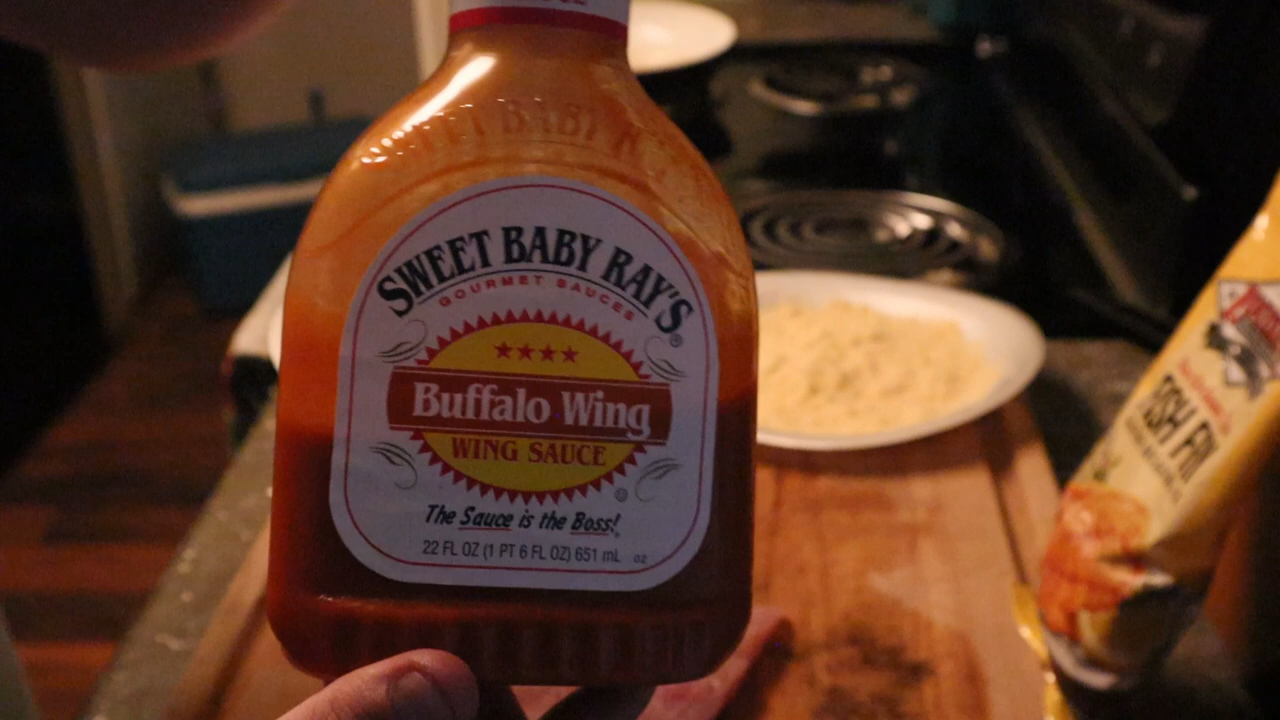 SWEET BABY RAY'S
SWEET BABY RAY'S®
GOURMET SAUCES
Buffalo Wing
WING SAUCE
®
The Sauce is the Boss!
22 FL OZ (1 PT 6 FL OZ) 651 mL
FISH FRI